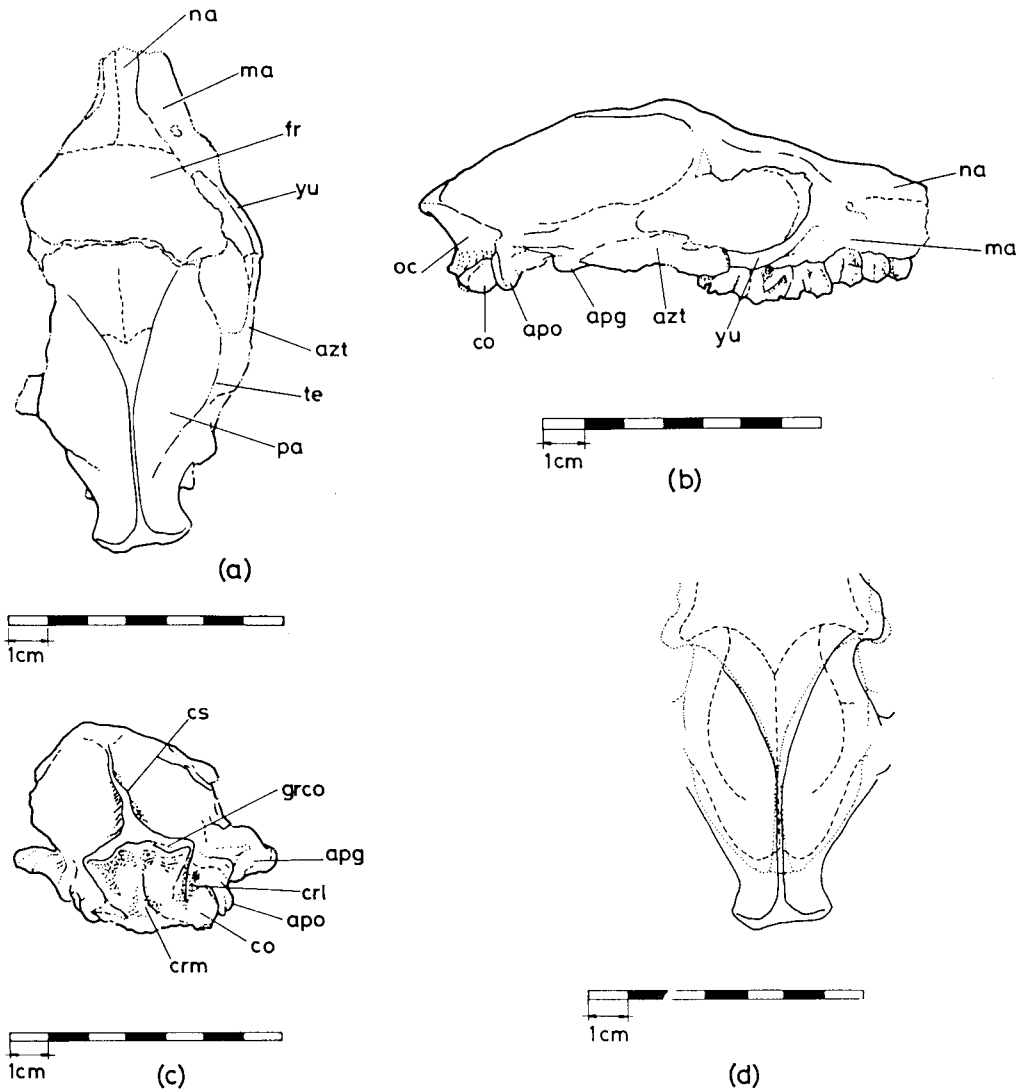 na
ma
fr
yu
azt
te
pa
(a)
1cm
na
ma
oc
co
apo
apg
azt
yu
1cm
(b)
cs
grco
apg
crl
apo
co
crm
1cm
(c)
1cm
(d)